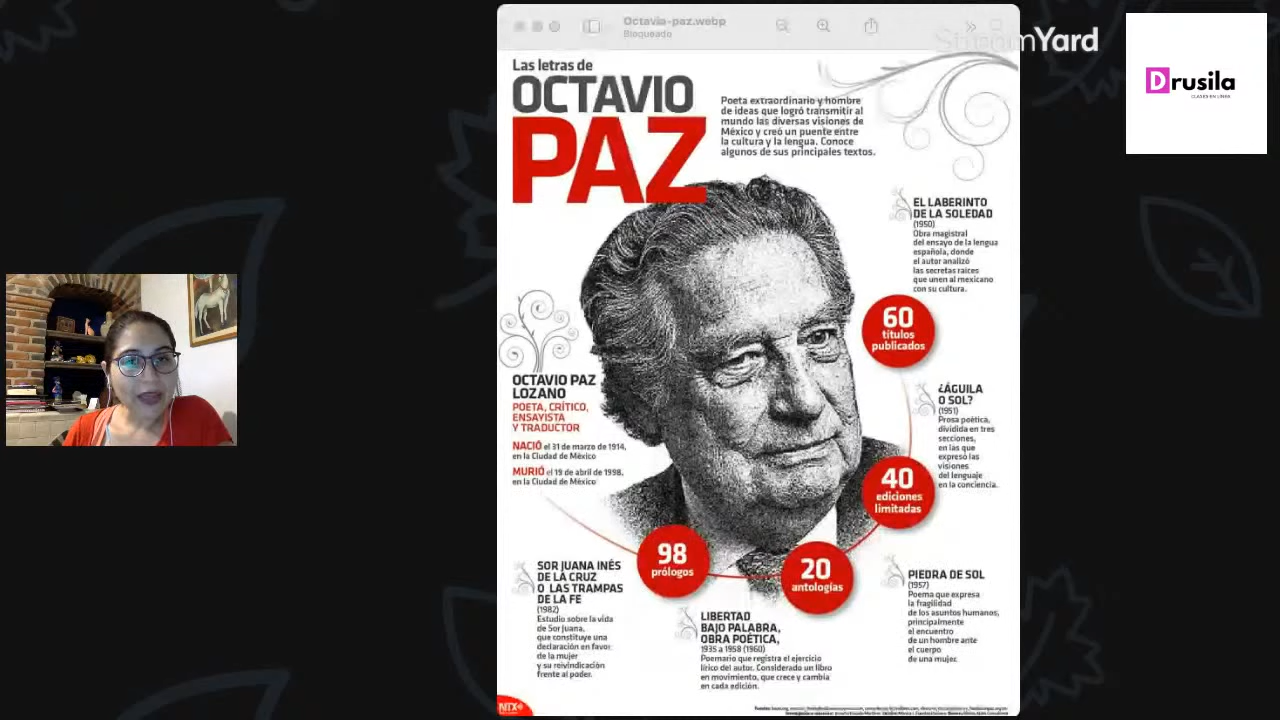 Octavia-paz.webp
Bloqueado
StreamYard
Drusila
CLASES EN LÍNEA
Las letras de
OCTAVIO
PAZ
Poeta extraordinario y hombre
de ideas que logró transmitir al
mundo las diversas visiones de
México y creó un puente entre
la cultura y la lengua. Conoce
algunos de sus principales textos.
EL LABERINTO
DE LA SOLEDAD
(1950)
Obra magistral
del ensayo de la lengua
española, donde
el autor analizó
las secretas raíces
que unen al mexicano
con su cultura.
60
títulos
publicados
¿ÁGUILA
O SOL?
(1951)
Prosa poética,
dividida en tres
secciones,
en las que
expresó las
visiones
del lenguaje
en la conciencia.
40
ediciones
limitadas
PIEDRA DE SOL
(1957)
Poema que expresa
la fragilidad
de los asuntos humanos,
principalmente
el encuentro
de un hombre ante
el cuerpo
de una mujer.
20
antologías
LIBERTAD
BAJO PALABRA,
OBRA POÉTICA,
1935 a 1958 (1960)
Poemario que registra el ejercicio
lírico del autor. Considerado un libro
en movimiento, que crece y cambia
en cada edición.
98
prólogos
SOR JUANA INÉS
DE LA CRUZ
O LAS TRAMPAS
DE LA FE
(1982)
Estudio sobre la vida
de Sor Juana,
que constituye una
declaración en favor
de la mujer
y su reivindicación
frente al poder.
OCTAVIO PAZ
LOZANO
POETA, CRÍTICO,
ENSAYISTA
Y TRADUCTOR
NACIÓ el 31 de marzo de 1914,
en la Ciudad de México
MURIÓ el 19 de abril de 1998,
en la Ciudad de México
NTX